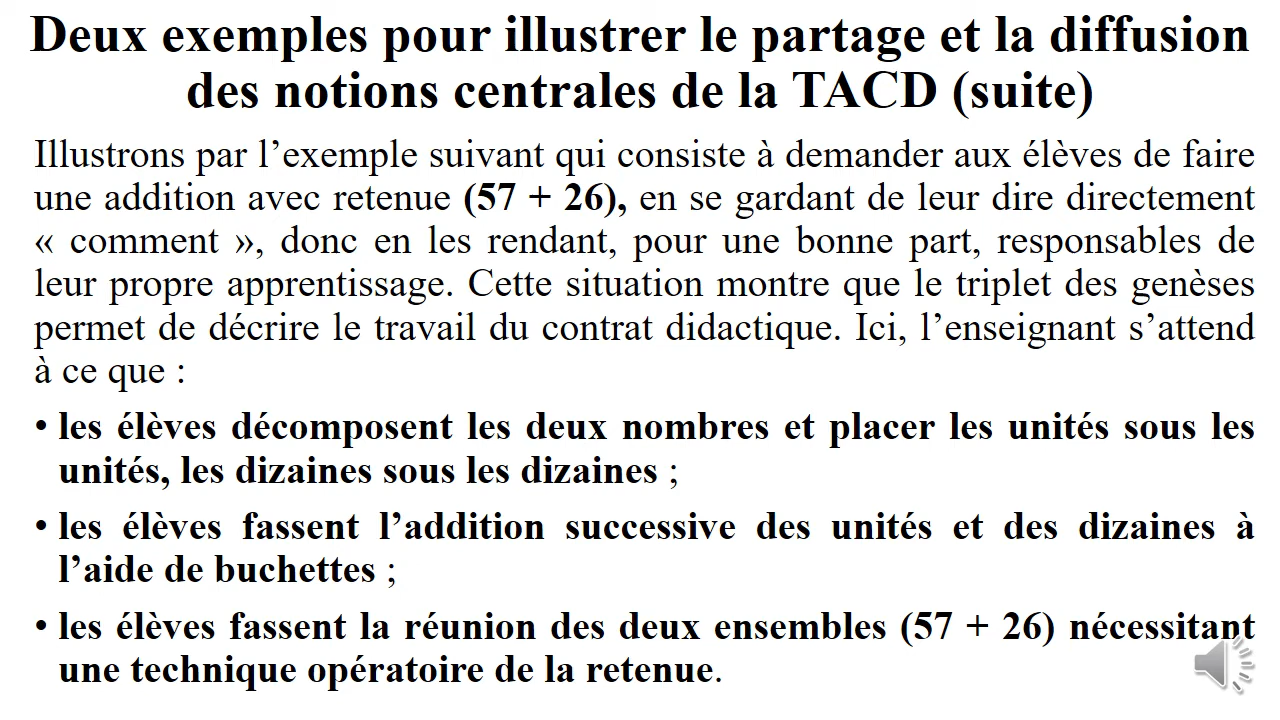 Deux exemples pour illustrer le partage et la diffusion
des notions centrales de la TACD (suite)
Illustrons par l’exemple suivant qui consiste à demander aux élèves de faire
une addition avec retenue (57 + 26), en se gardant de leur dire directement
« comment », donc en les rendant, pour une bonne part, responsables de
leur propre apprentissage. Cette situation montre que le triplet des genèses
permet de décrire le travail du contrat didactique. Ici, l’enseignant s’attend
à ce que :
• les élèves décomposent les deux nombres et placer les unités sous les
unités, les dizaines sous les dizaines ;
• les élèves fassent l’addition successive des unités et des dizaines à
l’aide de buchettes ;
• les élèves fassent la réunion des deux ensembles (57 + 26) nécessitant
une technique opératoire de la retenue.